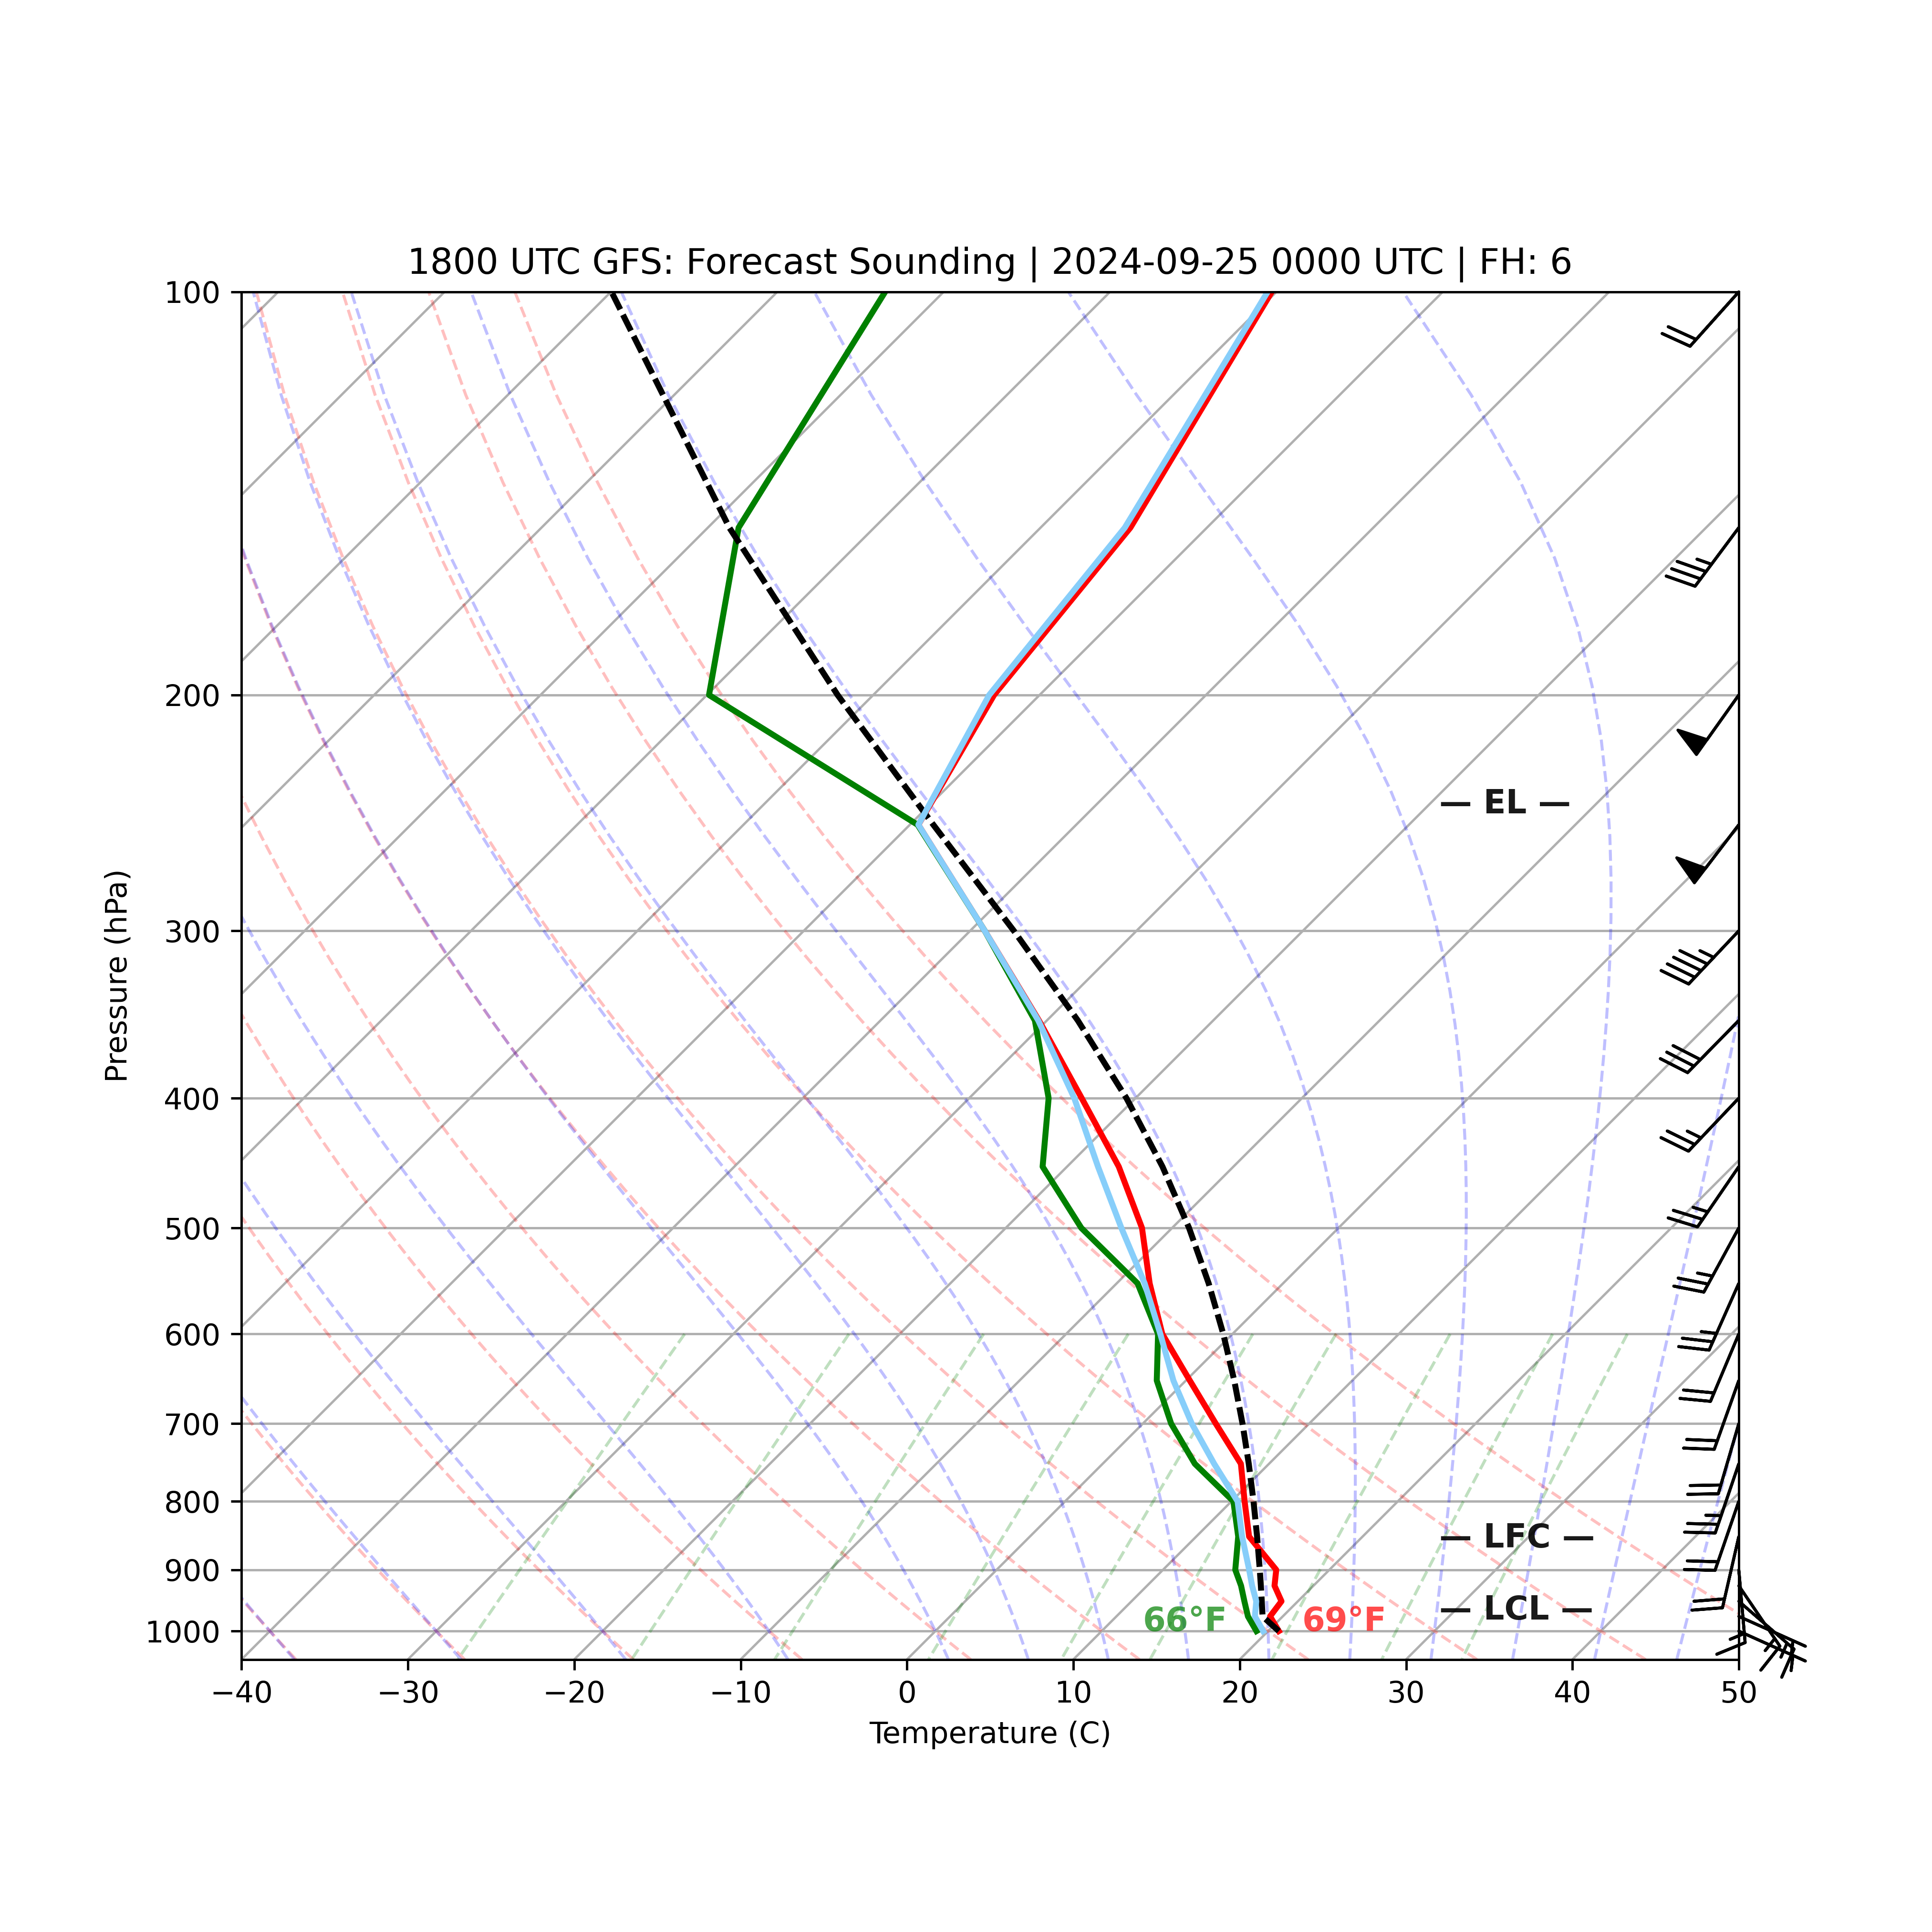 1800 UTC GFS: Forecast Sounding | 2024-09-25 0000 UTC | FH: 6
100
200
— EL —
300
Pressure (hPa)
400
500
600
700
800
— LFC —
900
— LCL —
66°F 69°F
1000
−40 −30 −20 −10 0 10 20 30 40 50
Temperature (C)